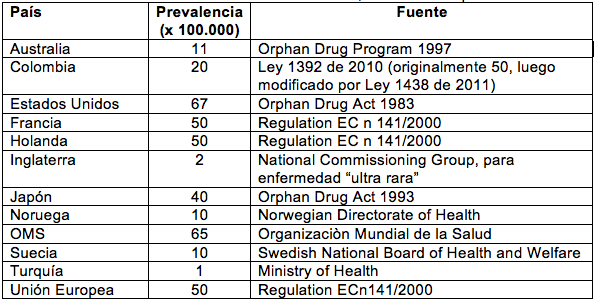 País Prevalencia (x 100.000) Fuente
Australia 11 Orphan Drug Program 1997
Colombia 20 Ley 1392 de 2010 (originalmente 50, luego
modificado por Ley 1438 de 2011)
Estados Unidos 67 Orphan Drug Act 1983
Francia 50 Regulation EC n 141/2000
Holanda 50 Regulation EC n 141/2000
Inglaterra 2 National Commissioning Group, para
enfermedad “ultra rara”
Japón 40 Orphan Drug Act 1993
Noruega 10 Norwegian Directorate of Health
OMS 65 Organizaciòn Mundial de la Salud
Suecia 10 Swedish National Board of Health and Welfare
Turquía 1 Ministry of Health
Unión Europea 50 Regulation ECn141/2000